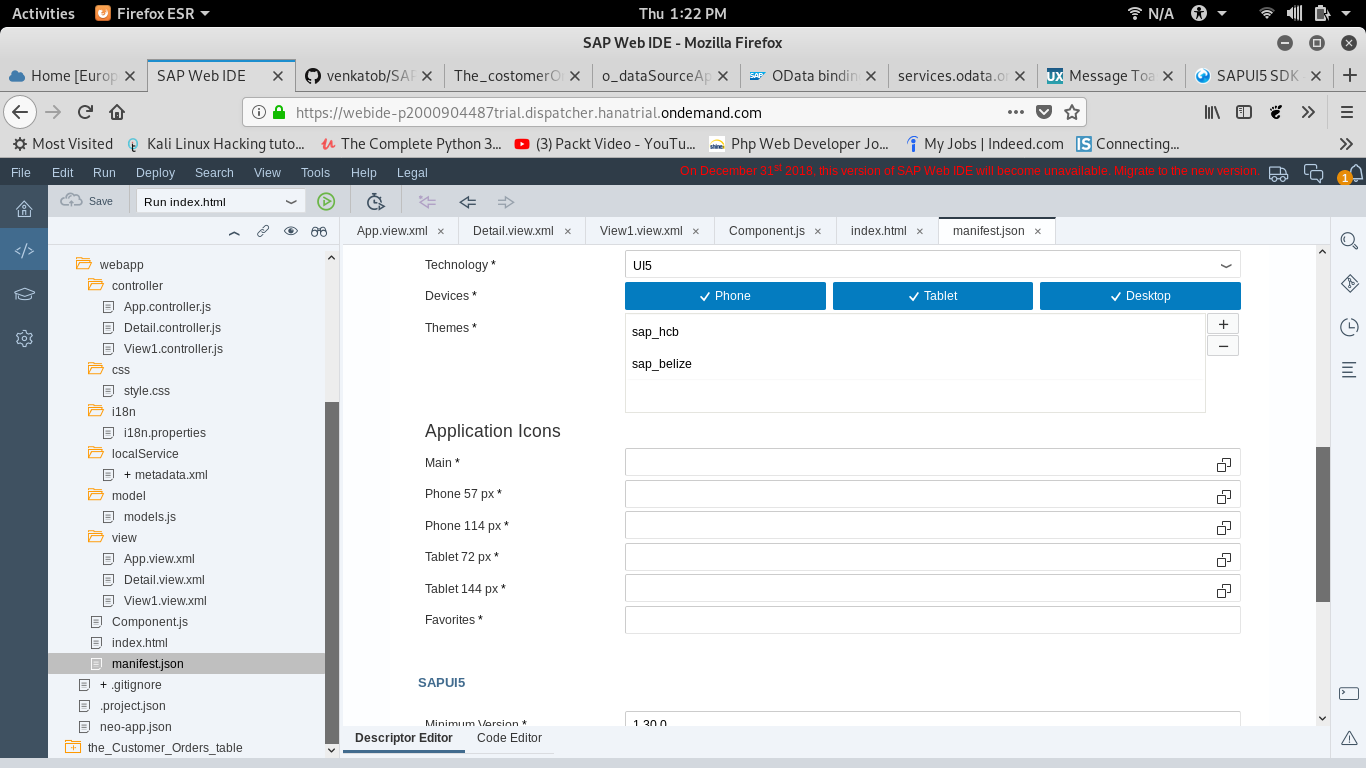 Activities Firefox ESR Thu 1:22 PM N/A
SAP Web IDE - Mozilla Firefox
Home [Europ SAP Web IDE venkatob/SAP The_costomerO o_dataSourceAp OData bindin services.odata.or Message Toa SAPUI5 SDK
https://webide-p2000904487trial.dispatcher.hanatrial.ondemand.com
Most Visited Kali Linux Hacking tuto... The Complete Python 3... (3) Packt Video - YouTu... Php Web Developer Jo... My Jobs | Indeed.com Connecting...
File Edit Run Deploy Search View Tools Help Legal On December 31st 2018, this version of SAP Web IDE will become unavailable. Migrate to the new version. 1
Save Run index.html
App.view.xml × Detail.view.xml × View1.view.xml × Component.js × index.html × manifest.json ×
webapp
controller
App.controller.js
Detail.controller.js
View1.controller.js
css
style.css
i18n
i18n.properties
localService
+ metadata.xml
model
models.js
view
App.view.xml
Detail.view.xml
View1.view.xml
Component.js
index.html
manifest.json
+ .gitignore
.project.json
neo-app.json
the_Customer_Orders_table
Technology * UI5
Devices * Phone Tablet Desktop
Themes * sap_hcb
sap_belize
Application Icons
Main *
Phone 57 px *
Phone 114 px *
Tablet 72 px *
Tablet 144 px *
Favorites *
SAPUI5
Minimum Version * 1.30.0
Descriptor Editor Code Editor